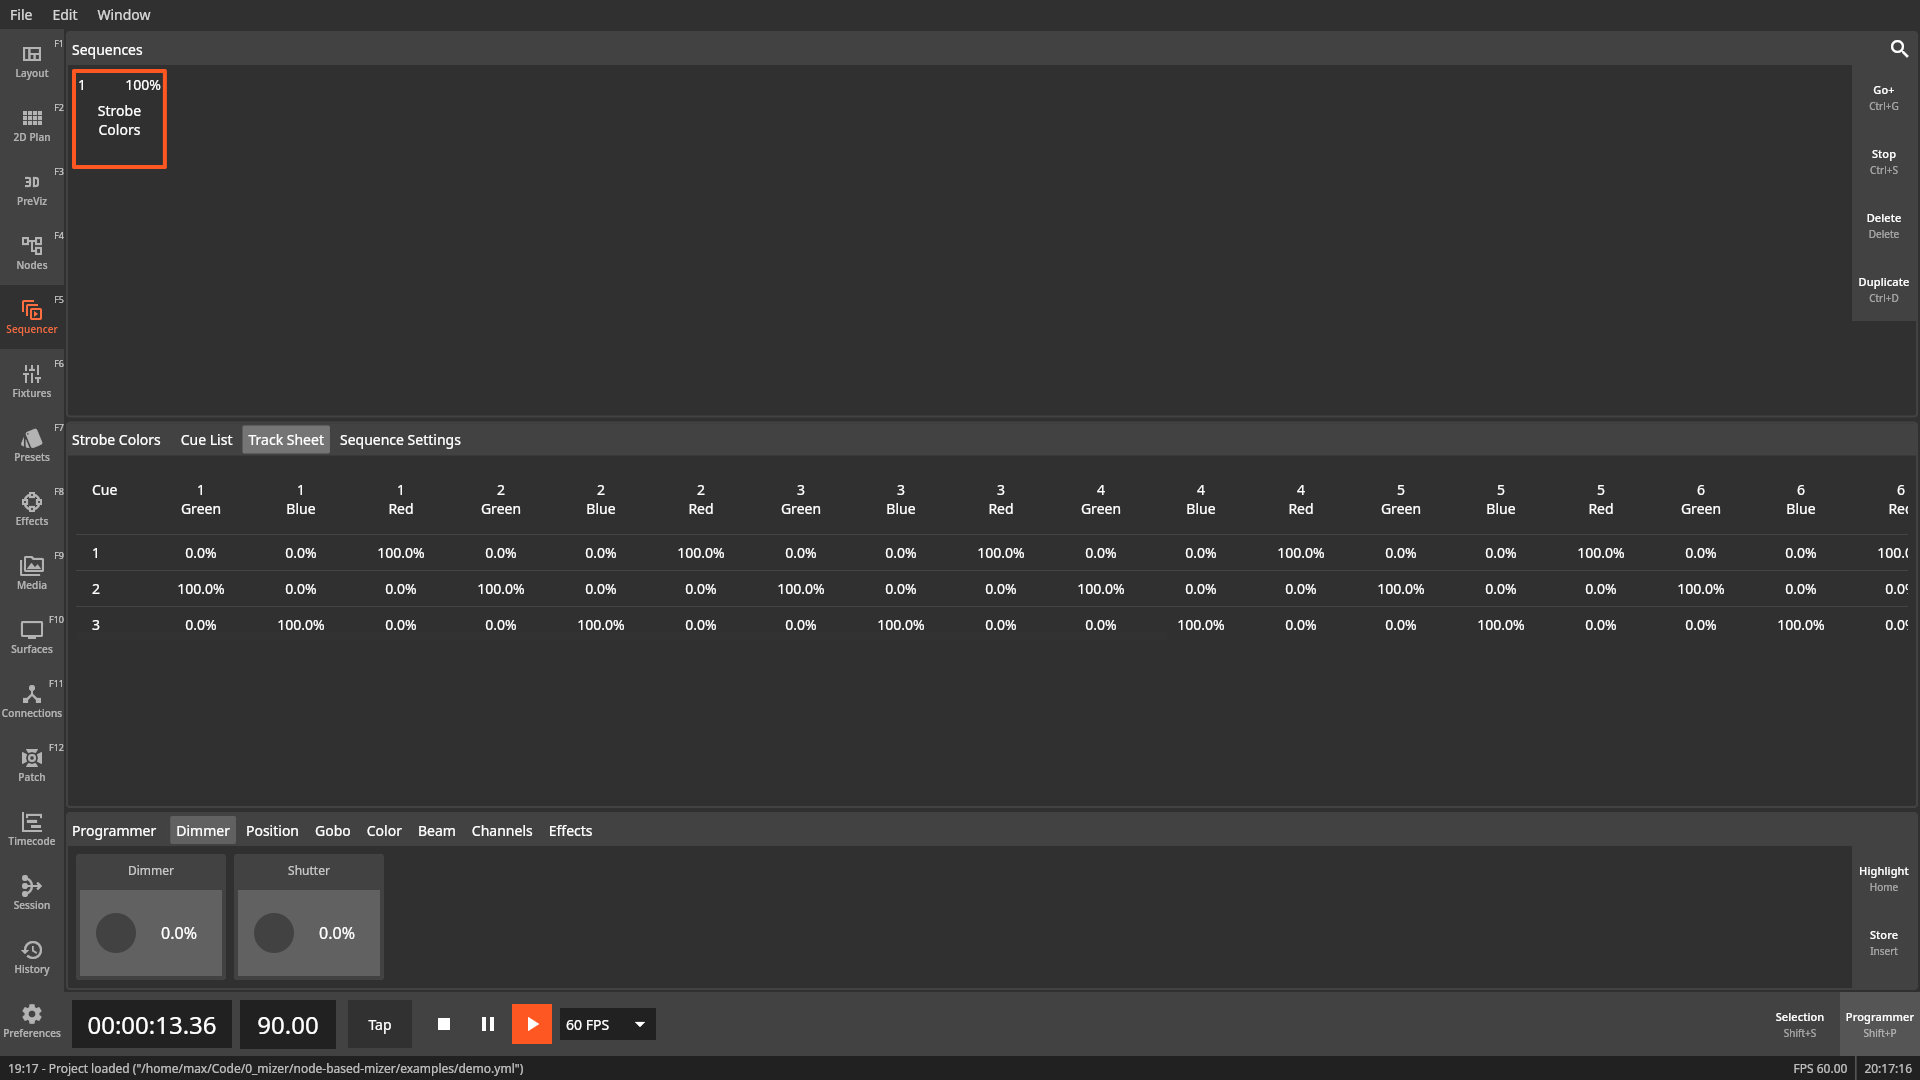 File Edit Window
F1
Layout
F2
2D Plan
F3
3D
PreViz
F4
Nodes
F5
Sequencer
F6
Fixtures
F7
Presets
F8
Effects
F9
Media
F10
Surfaces
F11
Connections
F12
Patch
Timecode
Session
History
Preferences
Sequences
1 100%
Strobe
Colors
Go+
Ctrl+G
Stop
Ctrl+S
Delete
Delete
Duplicate
Ctrl+D
Strobe Colors Cue List Track Sheet Sequence Settings
Cue 1 1 1 2 2 2 3 3 3 4 4 4 5 5 5 6 6 6
Green Blue Red Green Blue Red Green Blue Red Green Blue Red Green Blue Red Green Blue Red
1 0.0% 0.0% 100.0% 0.0% 0.0% 100.0% 0.0% 0.0% 100.0% 0.0% 0.0% 100.0% 0.0% 0.0% 100.0% 0.0% 0.0% 100.0
2 100.0% 0.0% 0.0% 100.0% 0.0% 0.0% 100.0% 0.0% 0.0% 100.0% 0.0% 0.0% 100.0% 0.0% 0.0% 100.0% 0.0% 0.0%
3 0.0% 100.0% 0.0% 0.0% 100.0% 0.0% 0.0% 100.0% 0.0% 0.0% 100.0% 0.0% 0.0% 100.0% 0.0% 0.0% 100.0% 0.0%
Programmer Dimmer Position Gobo Color Beam Channels Effects
Dimmer Shutter
0.0% 0.0%
Highlight
Home
Store
Insert
00:00:13.36 90.00 Tap 60 FPS
Selection
Shift+S
Programmer
Shift+P
19:17 - Project loaded ("/home/max/Code/0_mizer/node-based-mizer/examples/demo.yml") FPS 60.00 20:17:16